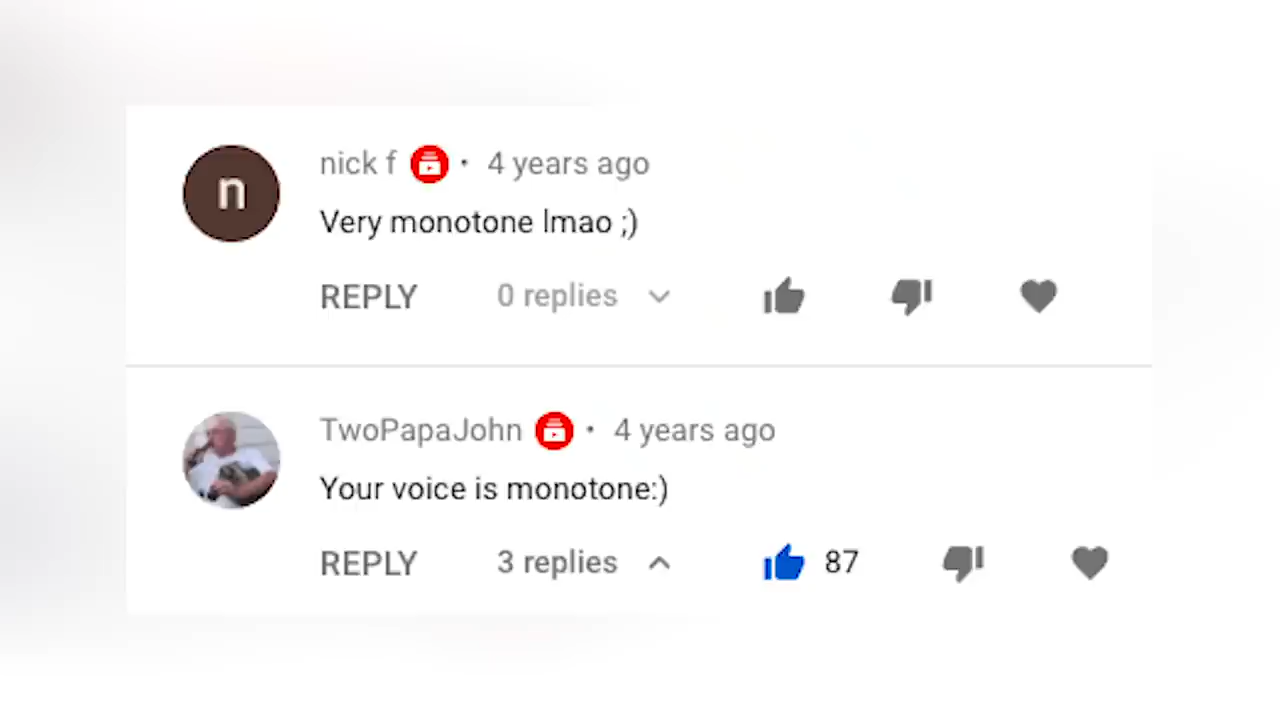 n
nick f • 4 years ago
Very monotone lmao ;)
REPLY 0 replies
TwoPapaJohn • 4 years ago
Your voice is monotone:)
REPLY 3 replies 87